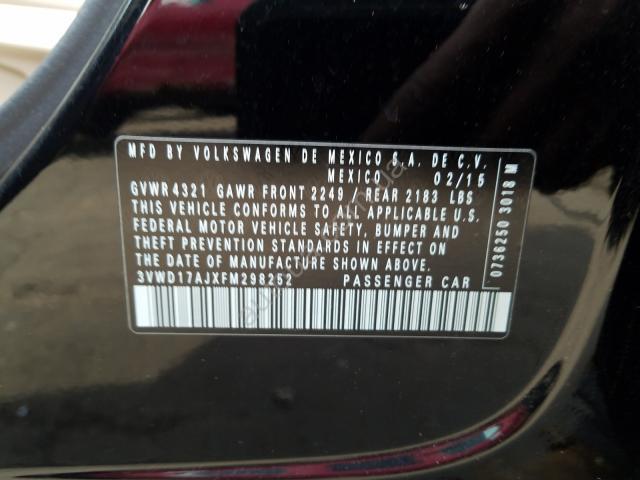 MFD BY VOLKSWAGEN DE MEXICO S.A. DE C.V.
MEXICO 02/15
GVWR 4321 GAWR FRONT 2249 / REAR 2183 LBS
THIS VEHICLE CONFORMS TO ALL APPLICABLE U.S.
FEDERAL MOTOR VEHICLE SAFETY, BUMPER AND
THEFT PREVENTION STANDARDS IN EFFECT ON THE
DATE OF MANUFACTURE SHOWN ABOVE.
3VWD17AJXFM298252 PASSENGER CAR
0736250 3018 M